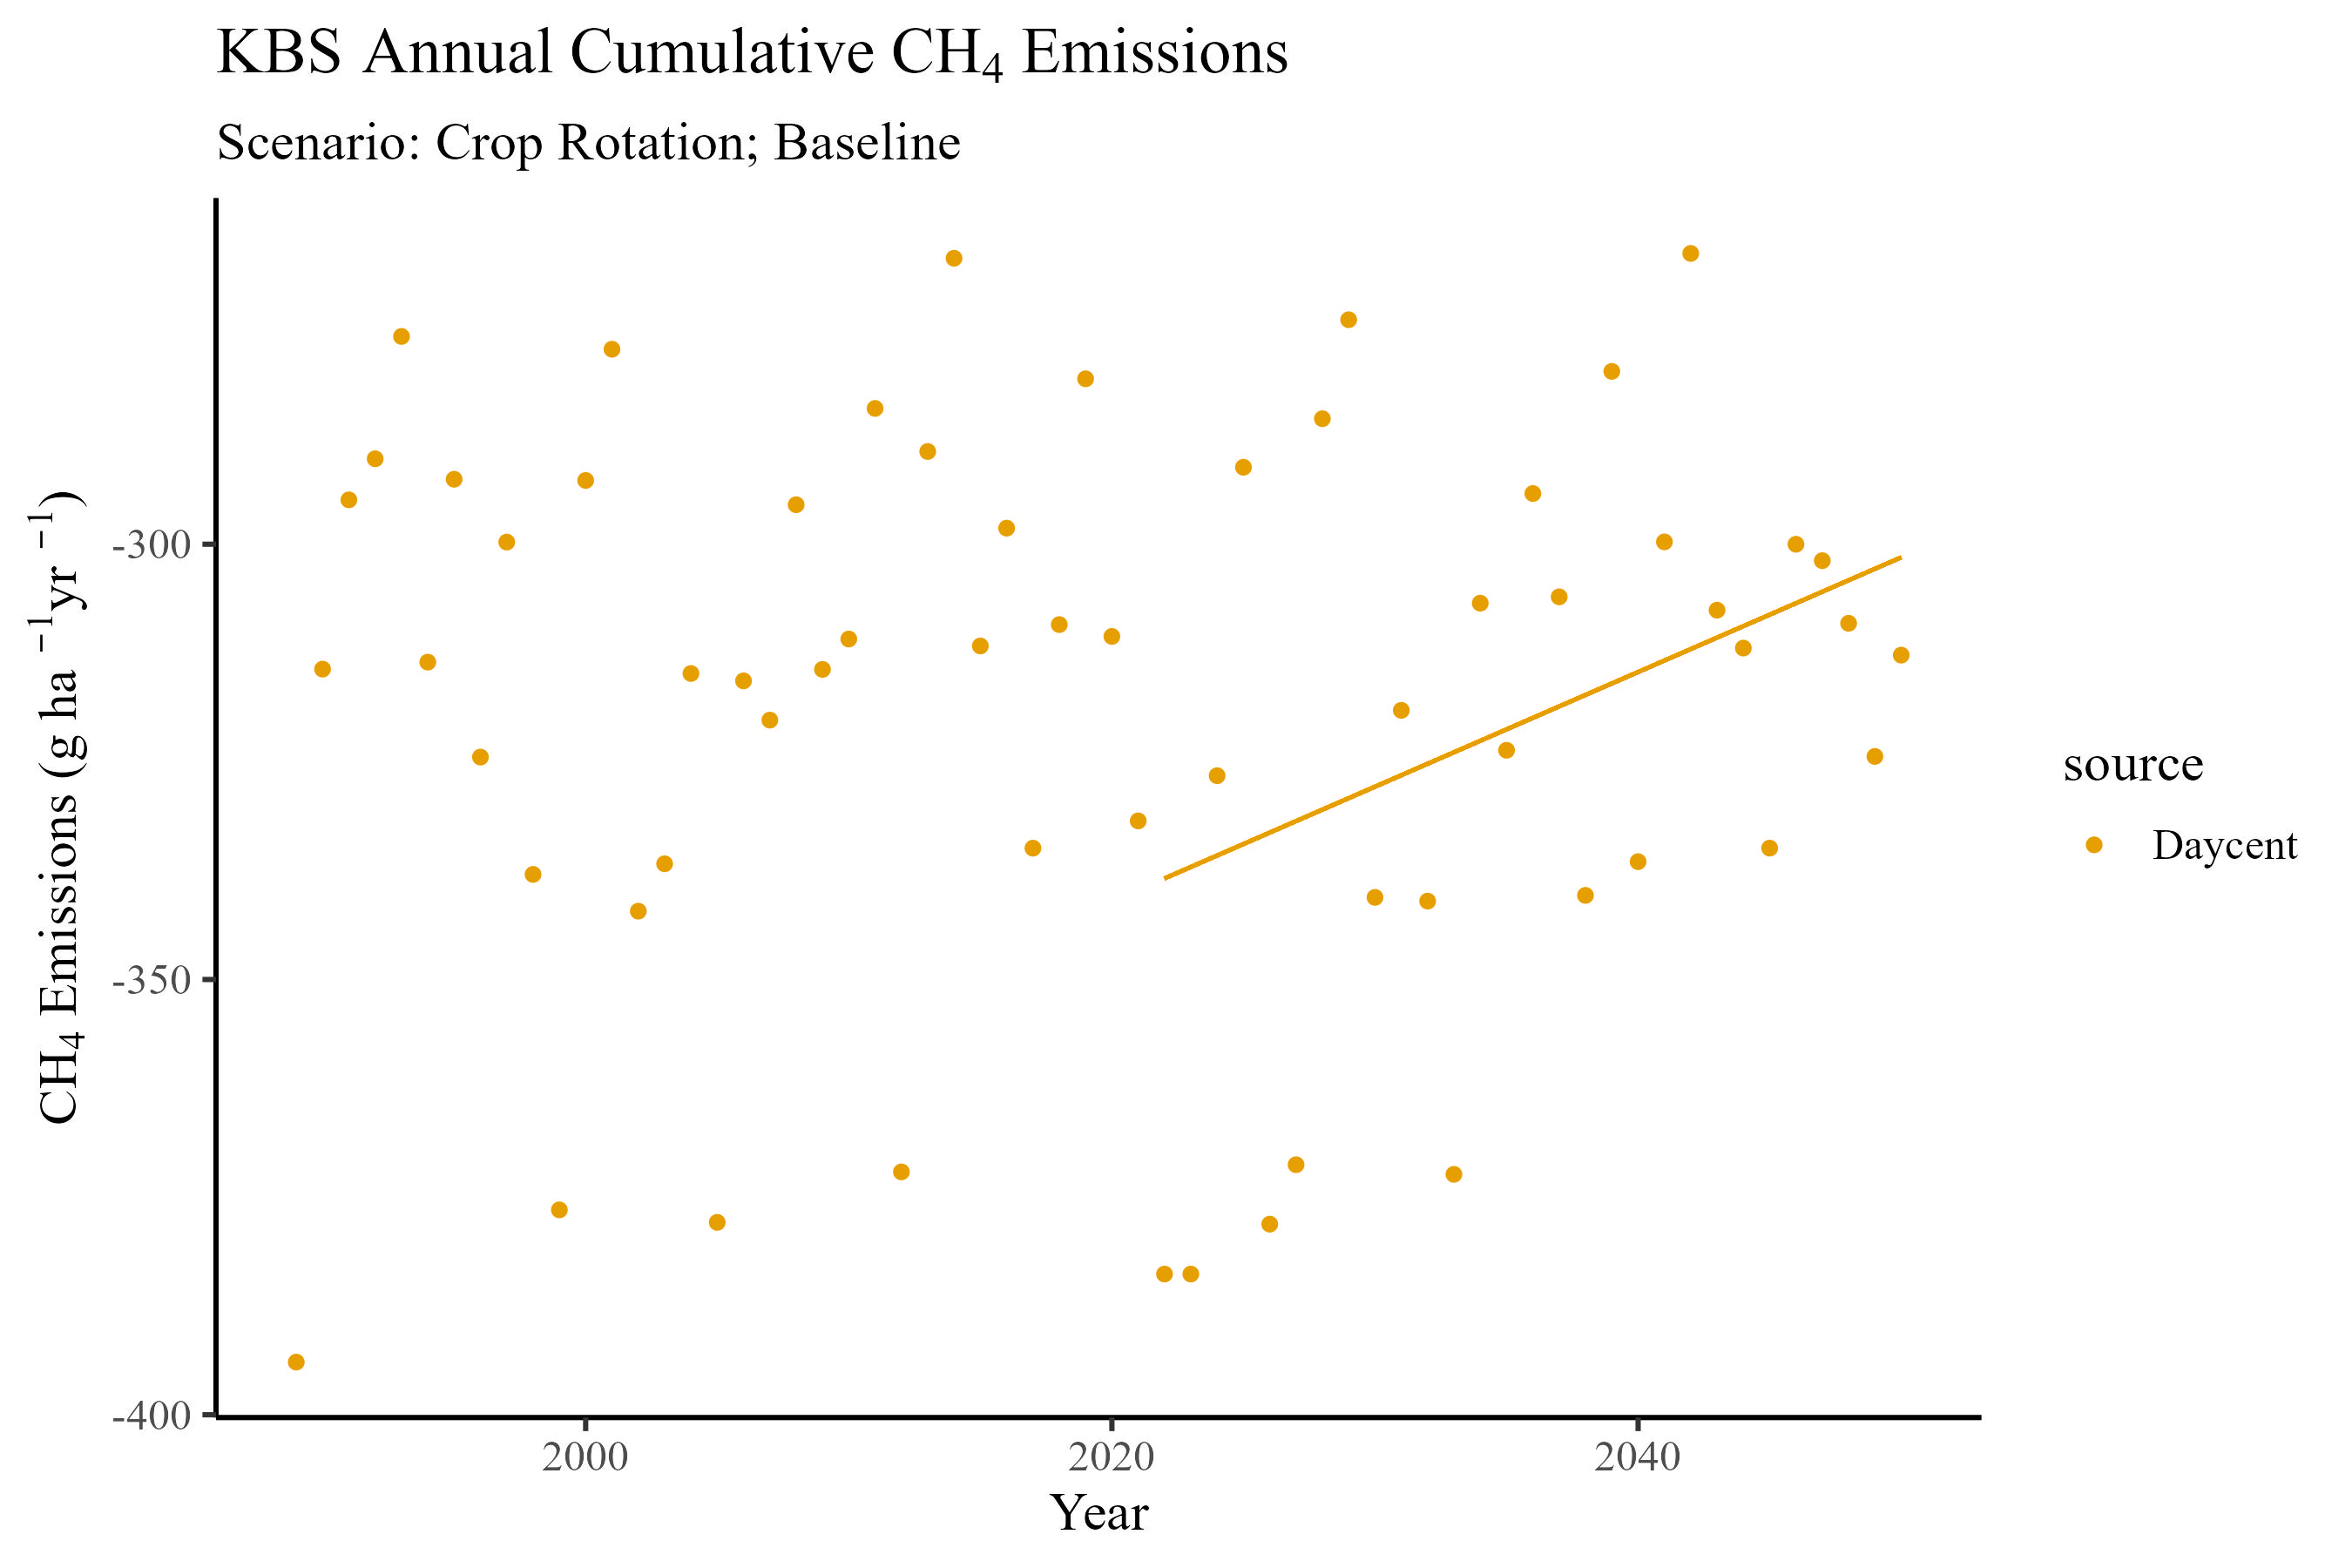 KBS Annual Cumulative CH₄ Emissions
Scenario: Crop Rotation; Baseline
CH₄ Emissions (g ha ⁻¹yr ⁻¹)
-300
-350
-400
2000 2020 2040
Year
source
Daycent